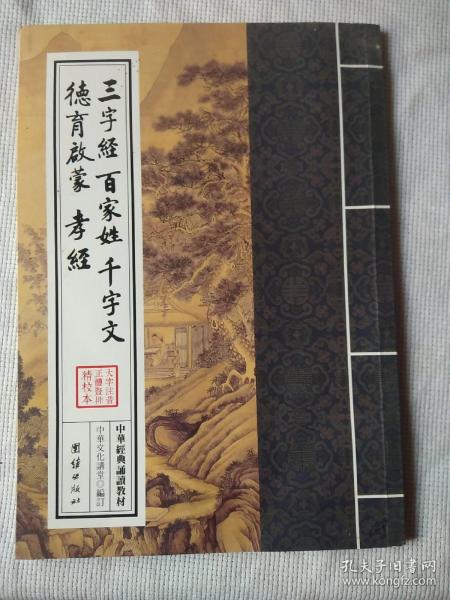 三字經 百家姓 千字文
德育啟蒙 孝經
大字注音
正體豎排
精校本
中華經典誦讀教材
中華文化講堂◎編訂
團结出版社
孔夫子旧书网
www.kongfz.com